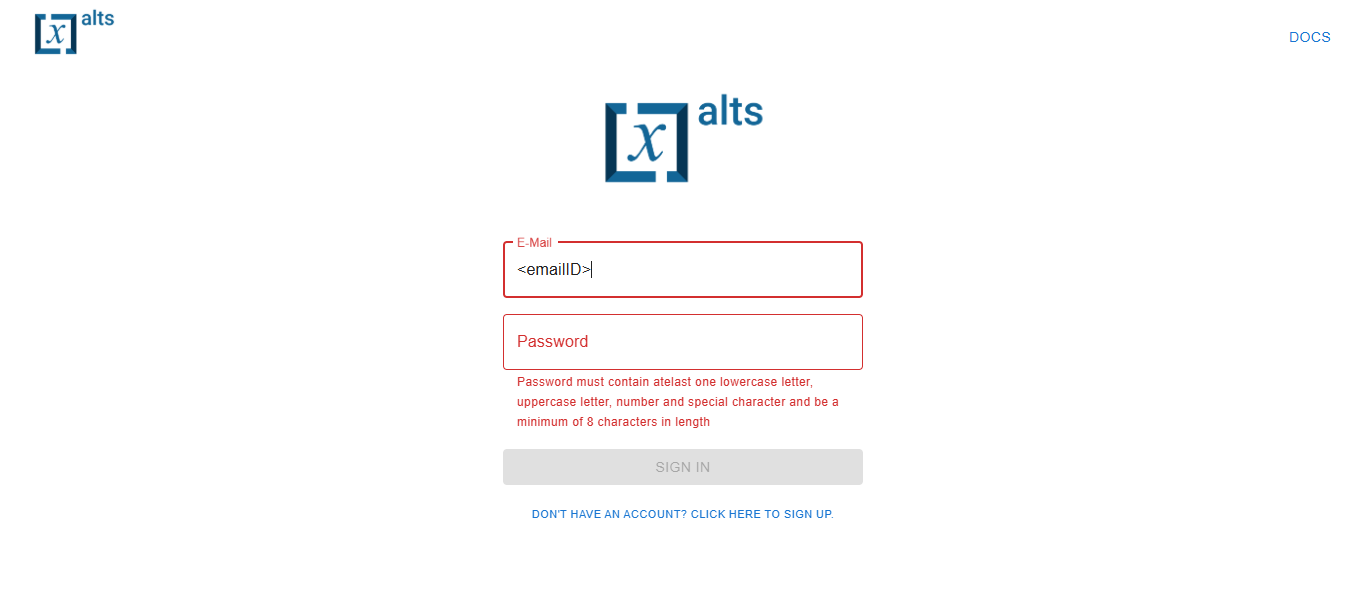 [x] alts
DOCS
[x] alts
E-Mail
<emailID>
Password
Password must contain atelast one lowercase letter,
uppercase letter, number and special character and be a
minimum of 8 characters in length
SIGN IN
DON'T HAVE AN ACCOUNT? CLICK HERE TO SIGN UP.